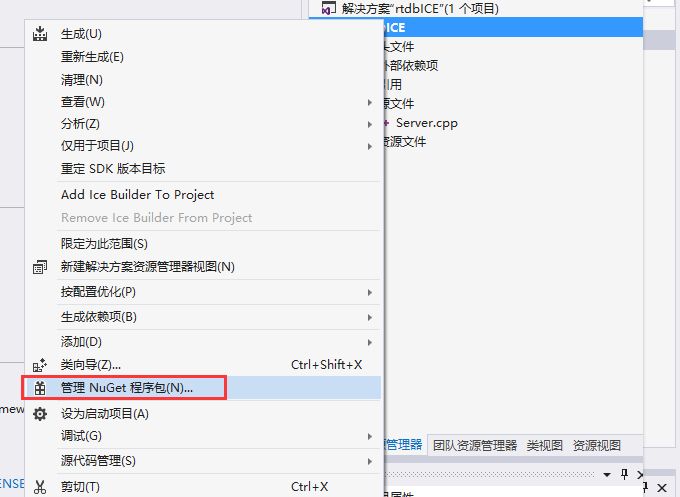 解决方案"rtdbICE"(1 个项目)
ICE
头文件
外部依赖项
引用
源文件
Server.cpp
资源文件
生成(U)
重新生成(E)
清理(N)
查看(W)
分析(Z)
仅用于项目(J)
重定 SDK 版本目标
Add Ice Builder To Project
Remove Ice Builder From Project
限定为此范围(S)
新建解决方案资源管理器视图(N)
按配置优化(P)
生成依赖项(B)
添加(D)
类向导(Z)... Ctrl+Shift+X
管理 NuGet 程序包(N)...
设为启动项目(A)
调试(G)
源代码管理(S)
剪切(T) Ctrl+X
mew
ENSE
管理器 团队资源管理器 类视图 资源视图
属性